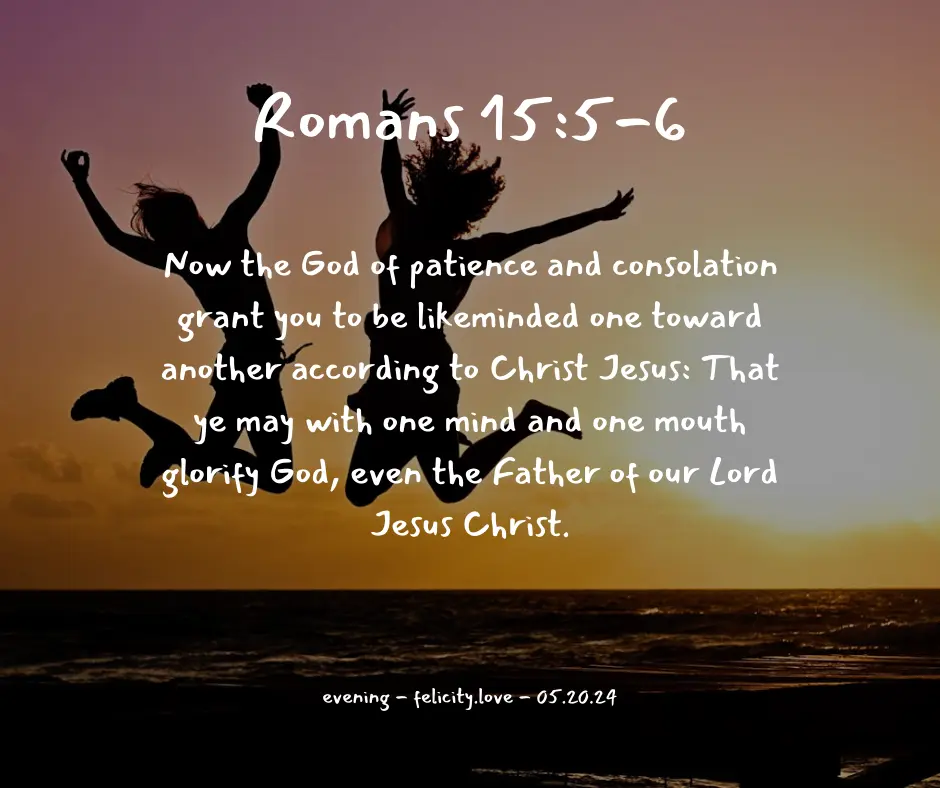 Romans 15:5-6
Now the God of patience and consolation
grant you to be likeminded one toward
another according to Christ Jesus: That
ye may with one mind and one mouth
glorify God, even the Father of our Lord
Jesus Christ.
evening - felicity.love - 05.20.24